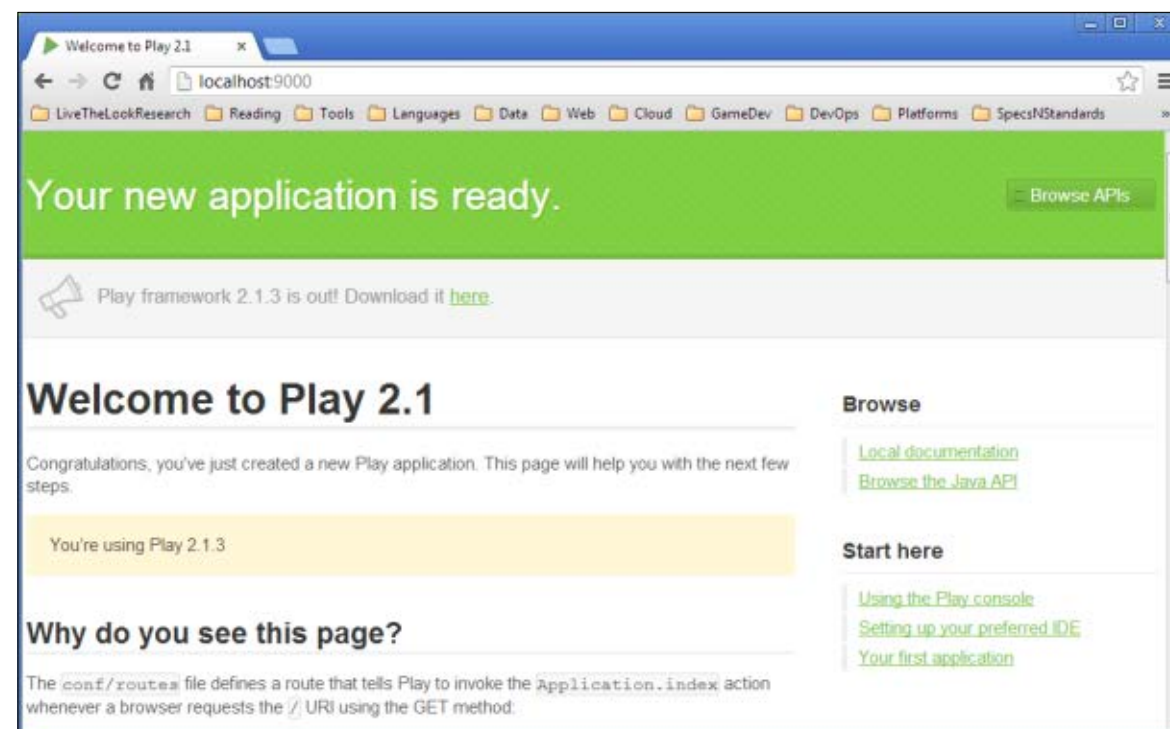 Welcome to Play 2.1
localhost:9000
LiveTheLookResearch Reading Tools Languages Data Web Cloud GameDev DevOps Platforms SpecsNStandards »
Your new application is ready.
Browse APIs
Play framework 2.1.3 is out! Download it here.
Welcome to Play 2.1
Congratulations, you've just created a new Play application. This page will help you with the next few
steps.
You're using Play 2.1.3
Why do you see this page?
The conf/routes file defines a route that tells Play to invoke the Application.index action
whenever a browser requests the / URI using the GET method:
Browse
Local documentation
Browse the Java API
Start here
Using the Play console
Setting up your preferred IDE
Your first application